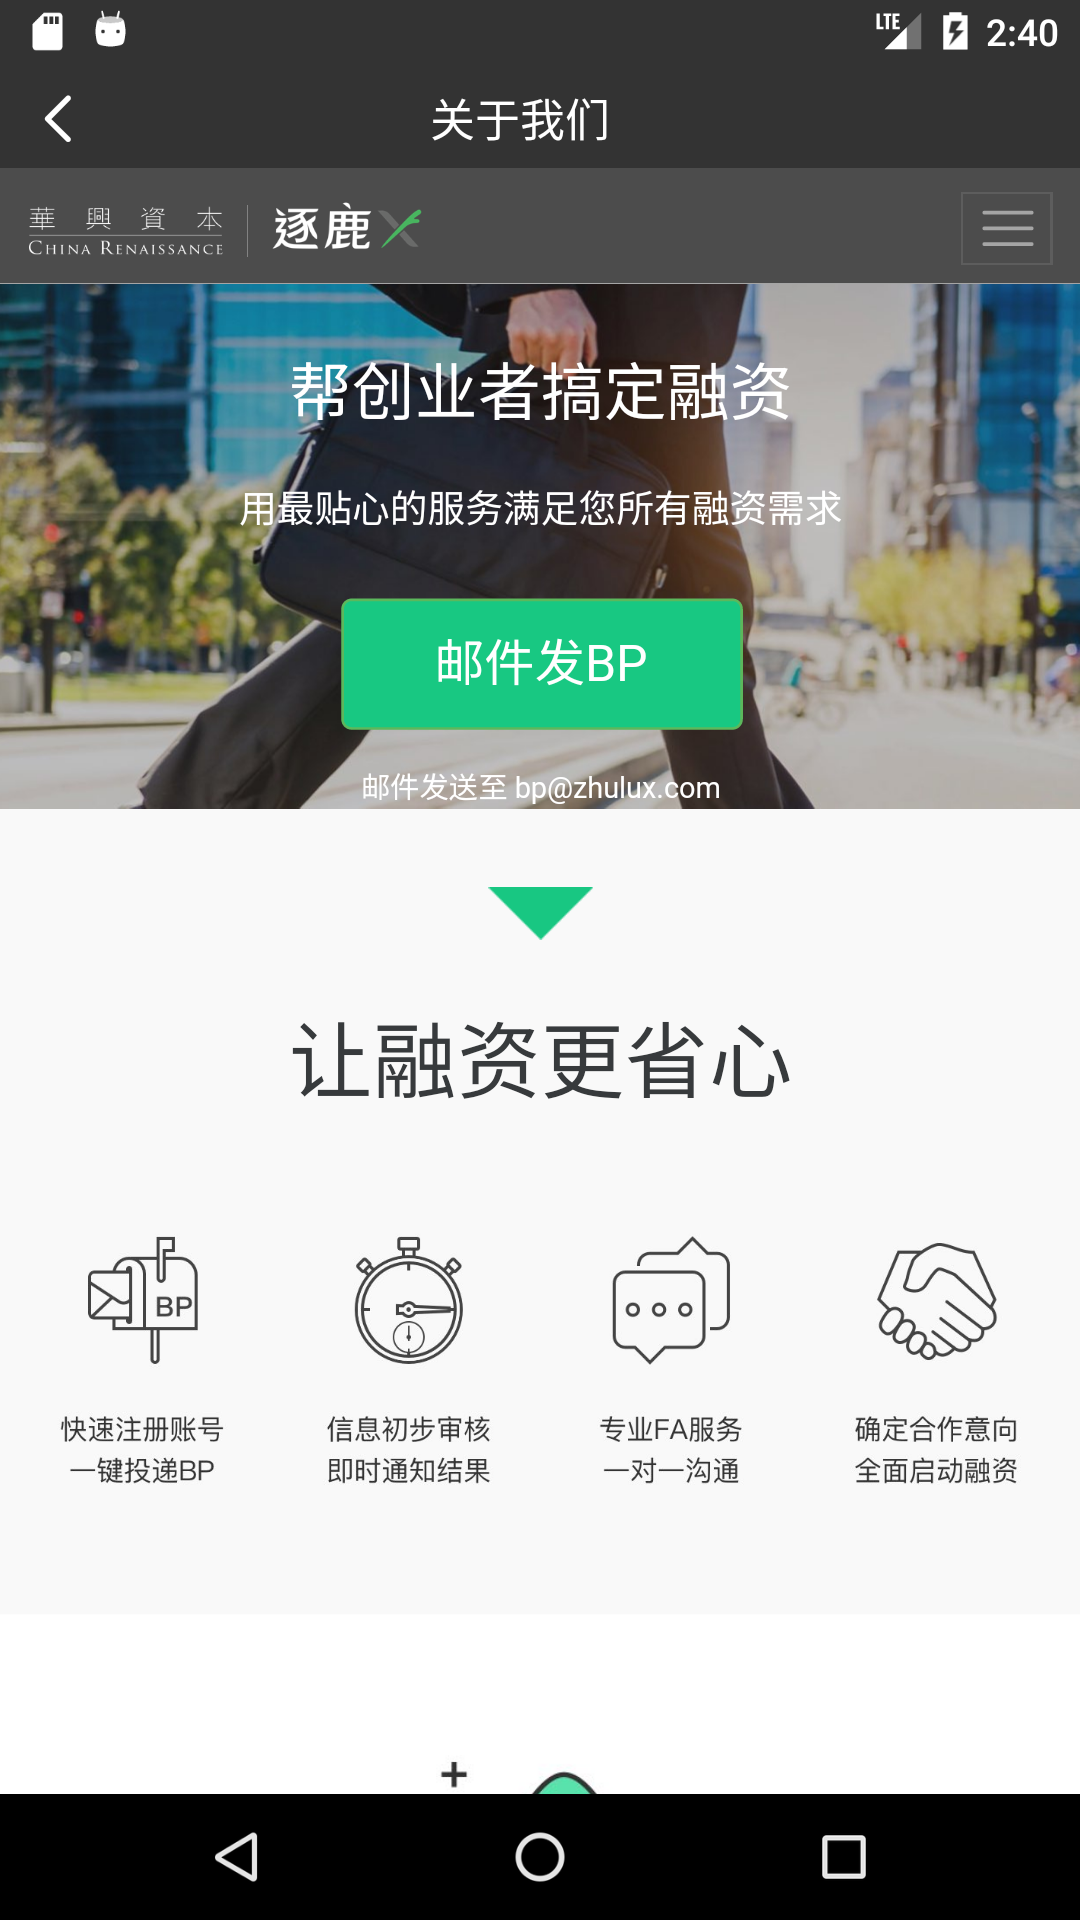 LTE 2:40
关于我们
華興資本
CHINA RENAISSANCE
逐鹿X
帮创业者搞定融资
用最贴心的服务满足您所有融资需求
邮件发BP
邮件发送至 bp@zhulux.com
让融资更省心
BP
快速注册账号
一键投递BP
信息初步审核
即时通知结果
专业FA服务
一对一沟通
确定合作意向
全面启动融资